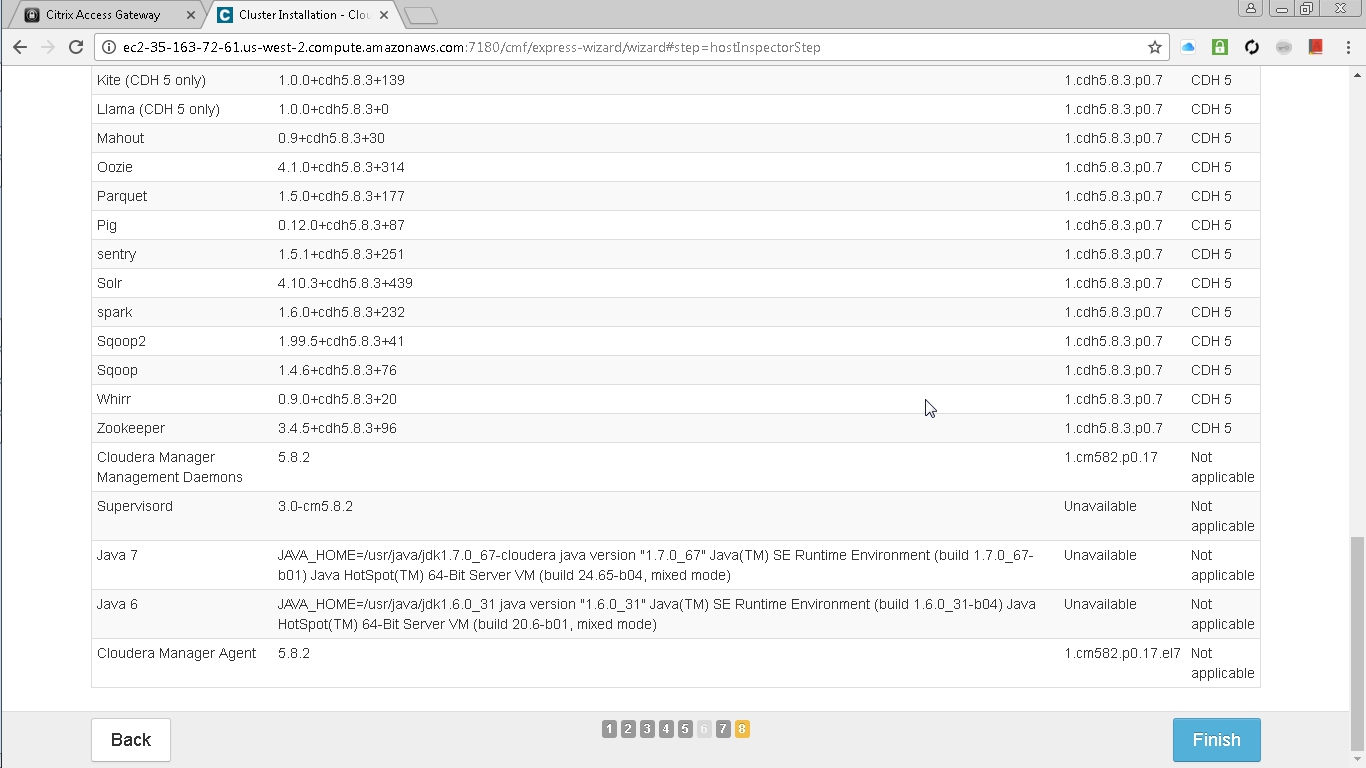 Citrix Access Gateway
Cluster Installation - Clou
ec2-35-163-72-61.us-west-2.compute.amazonaws.com:7180/cmf/express-wizard/wizard#step=hostInspectorStep
Kite (CDH 5 only) 1.0.0+cdh5.8.3+139 1.cdh5.8.3.p0.7 CDH 5
Llama (CDH 5 only) 1.0.0+cdh5.8.3+0 1.cdh5.8.3.p0.7 CDH 5
Mahout 0.9+cdh5.8.3+30 1.cdh5.8.3.p0.7 CDH 5
Oozie 4.1.0+cdh5.8.3+314 1.cdh5.8.3.p0.7 CDH 5
Parquet 1.5.0+cdh5.8.3+177 1.cdh5.8.3.p0.7 CDH 5
Pig 0.12.0+cdh5.8.3+87 1.cdh5.8.3.p0.7 CDH 5
sentry 1.5.1+cdh5.8.3+251 1.cdh5.8.3.p0.7 CDH 5
Solr 4.10.3+cdh5.8.3+439 1.cdh5.8.3.p0.7 CDH 5
spark 1.6.0+cdh5.8.3+232 1.cdh5.8.3.p0.7 CDH 5
Sqoop2 1.99.5+cdh5.8.3+41 1.cdh5.8.3.p0.7 CDH 5
Sqoop 1.4.6+cdh5.8.3+76 1.cdh5.8.3.p0.7 CDH 5
Whirr 0.9.0+cdh5.8.3+20 1.cdh5.8.3.p0.7 CDH 5
Zookeeper 3.4.5+cdh5.8.3+96 1.cdh5.8.3.p0.7 CDH 5
Cloudera Manager 5.8.2 1.cm582.p0.17 Not
Management Daemons applicable
Supervisord 3.0-cm5.8.2 Unavailable Not
applicable
Java 7 JAVA_HOME=/usr/java/jdk1.7.0_67-cloudera java version "1.7.0_67" Java(TM) SE Runtime Environment (build 1.7.0_67- Unavailable Not
b01) Java HotSpot(TM) 64-Bit Server VM (build 24.65-b04, mixed mode) applicable
Java 6 JAVA_HOME=/usr/java/jdk1.6.0_31 java version "1.6.0_31" Java(TM) SE Runtime Environment (build 1.6.0_31-b04) Java Unavailable Not
HotSpot(TM) 64-Bit Server VM (build 20.6-b01, mixed mode) applicable
Cloudera Manager Agent 5.8.2 1.cm582.p0.17.el7 Not
applicable
Back 1 2 3 4 5 6 7 8 Finish